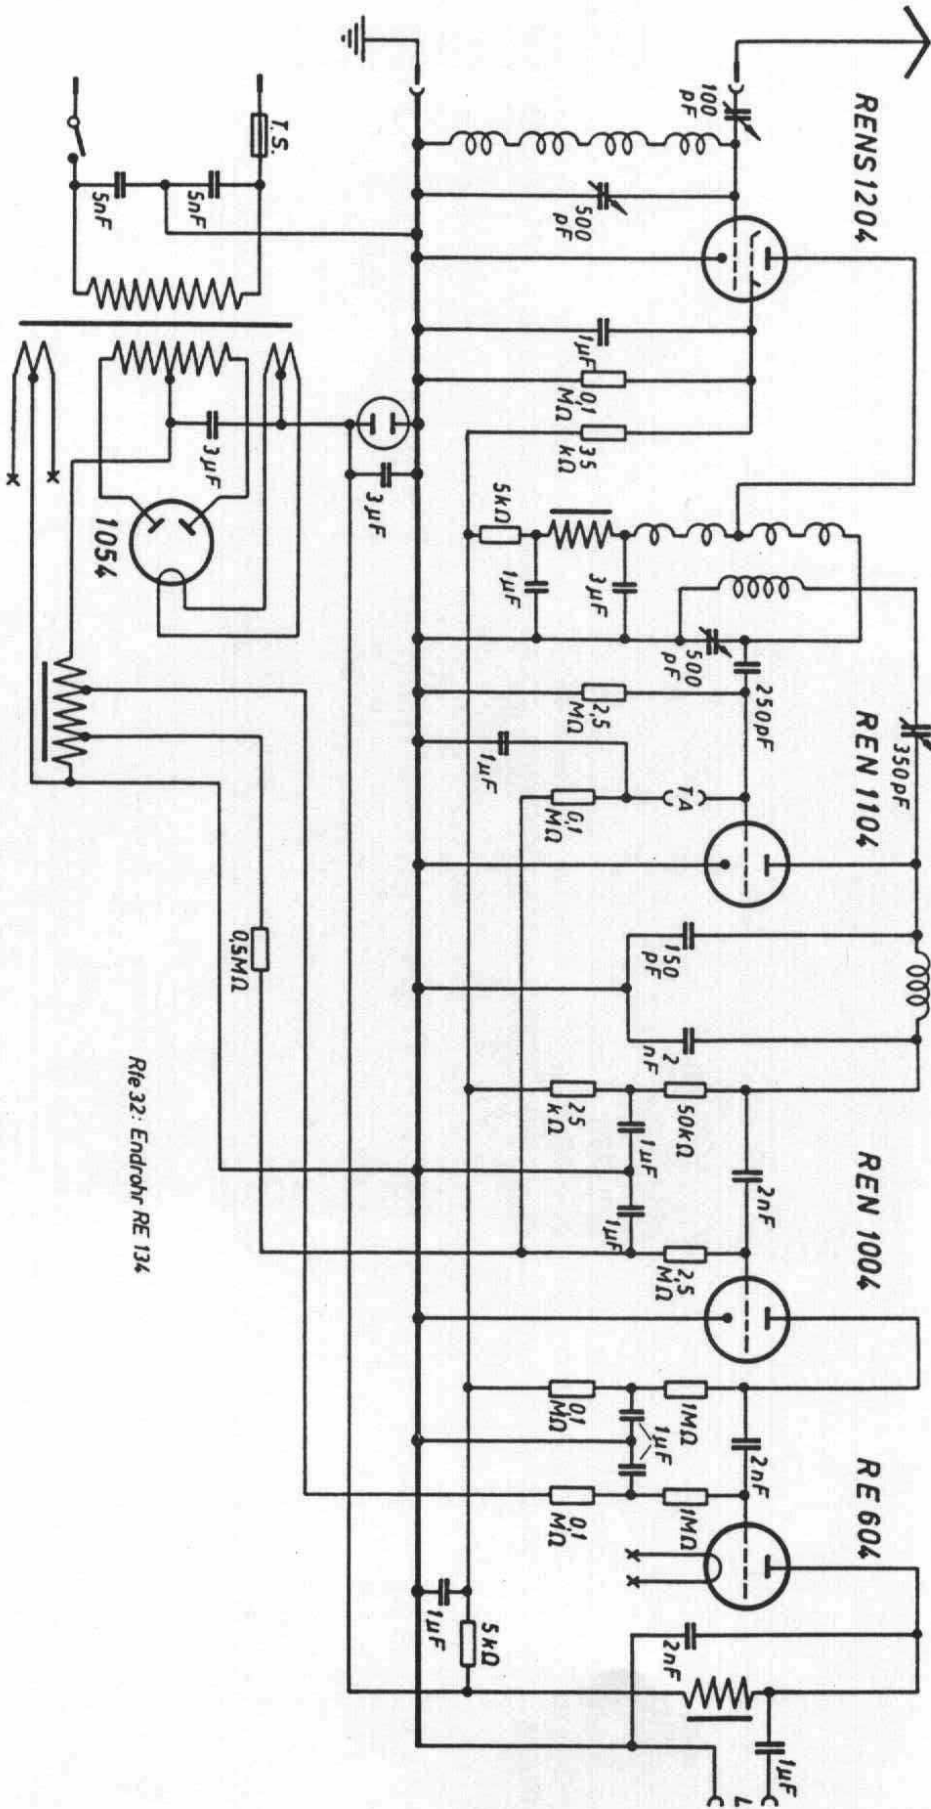 RENS 1204
REN 1104
REN 1004
RE 604
100
pF
500
pF
1µF
0,1
MΩ
35
kΩ
5kΩ
1µF
3µF
500
pF
250pF
350pF
2,5
MΩ
1µF
0,1
MΩ
TA
150
pF
2
nF
25
kΩ
50kΩ
1µF
1µF
2nF
2,5
MΩ
0,1
MΩ
1MΩ
1µF
2nF
0,1
MΩ
1MΩ
1µF
5kΩ
2nF
1µF
L
T.S.
5nF
5nF
3µF
3µF
1054
0,5MΩ
Rfe 32: Endrohr RE 134